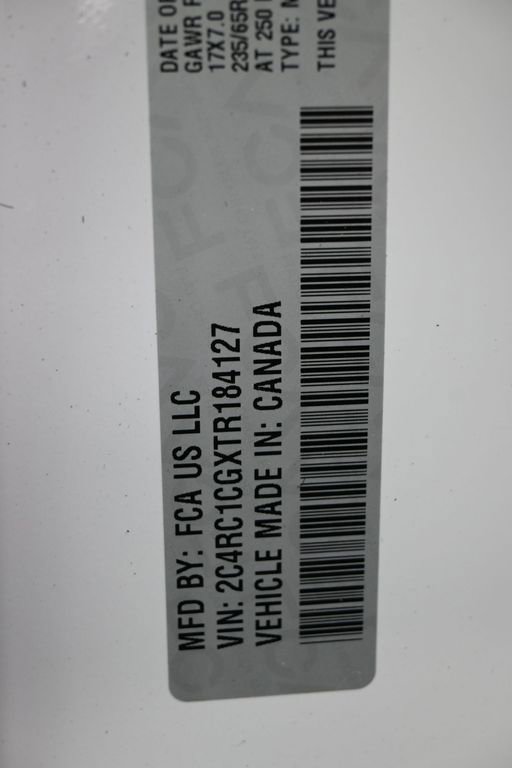 MFD BY: FCA US LLC
VIN: 2C4RC1CGXTR184127
VEHICLE MADE IN: CANADA
DATE OF
GAWR
17X7.0
235/65R
AT 250
TYPE:
THIS VE